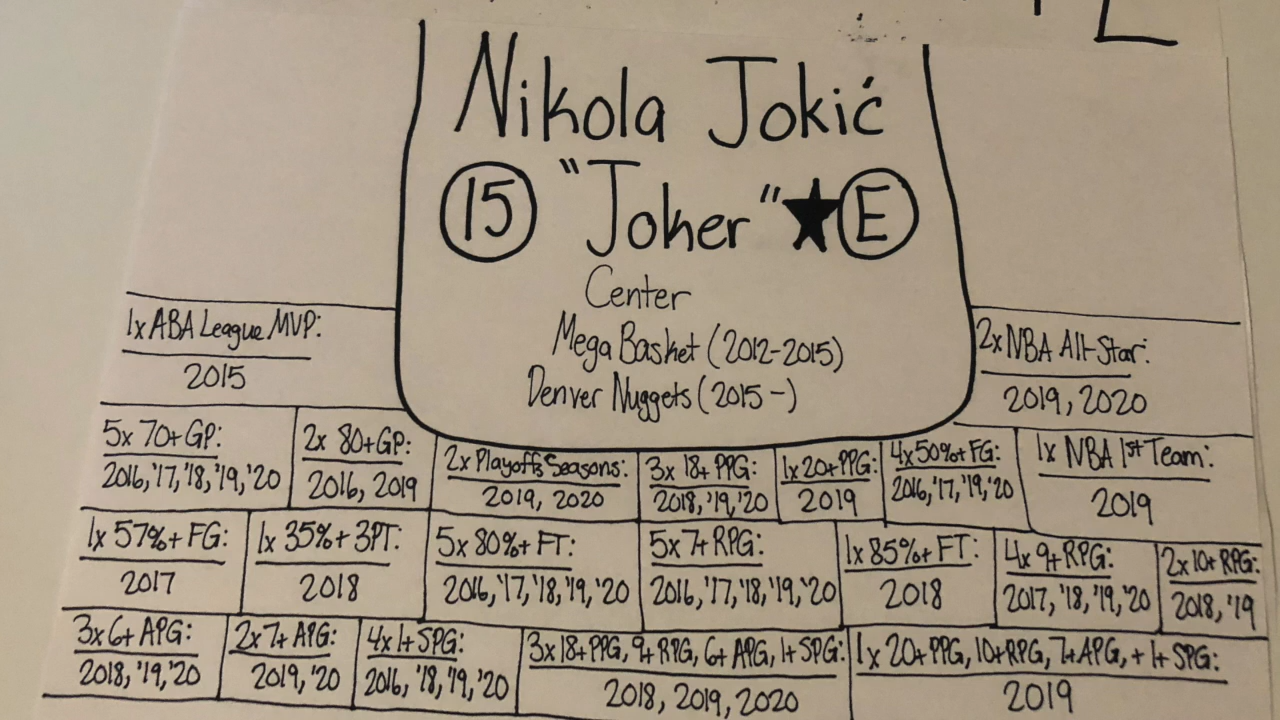 Nikola Jokić
15 "Joker" ★ E
Center
Mega Basket (2012-2015)
Denver Nuggets (2015-)
1x ABA League MVP:
2015
2x NBA All-Star:
2019, 2020
5x 70+ GP:
2016, '17, '18, '19, '20
2x 80+ GP:
2016, 2019
2x Playoffs Seasons:
2019, 2020
3x 18+ PPG:
2018, '19, '20
1x 20+ PPG:
2019
4x 50%+ FG:
2016, '17, '19, '20
1x NBA 1st Team:
2019
1x 57%+ FG:
2017
1x 35%+ 3PT:
2018
5x 80%+ FT:
2016, '17, '18, '19, '20
5x 7+ RPG:
2016, '17, '18, '19, '20
1x 85%+ FT:
2018
4x 9+ RPG:
2017, '18, '19, '20
2x 10+ RPG:
2018, '19
3x 6+ APG:
2018, '19, '20
2x 7+ APG:
2019, '20
4x 1+ SPG:
2016, '18, '19, '20
3x 18+ PPG, 9+ RPG, 6+ APG, 1+ SPG:
2018, 2019, 2020
1x 20+ PPG, 10+ RPG, 7+ APG, + 1+ SPG:
2019